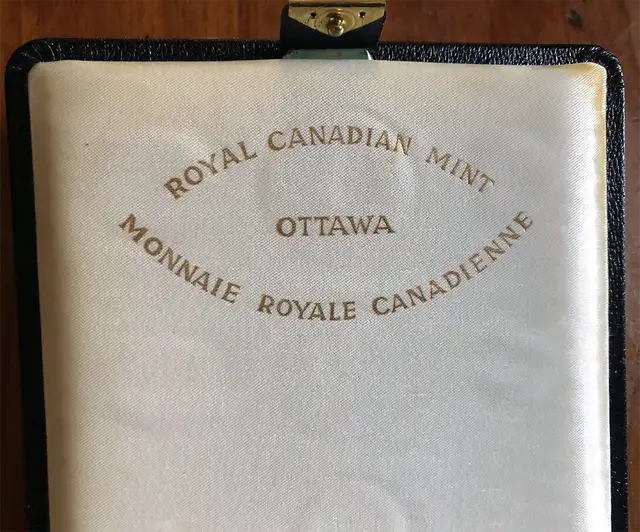 ROYAL CANADIAN MINT
OTTAWA
MONNAIE ROYALE CANADIENNE